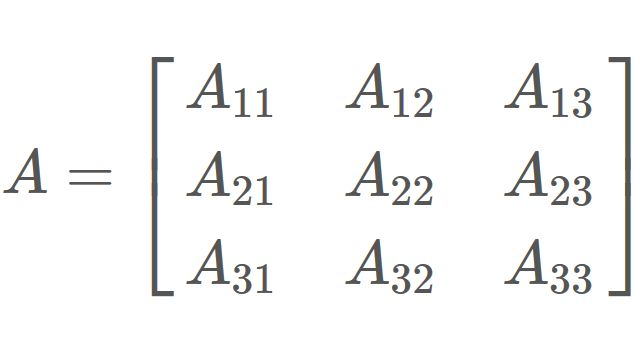 A = [ A₁₁ A₁₂ A₁₃
A₂₁ A₂₂ A₂₃
A₃₁ A₃₂ A₃₃ ]